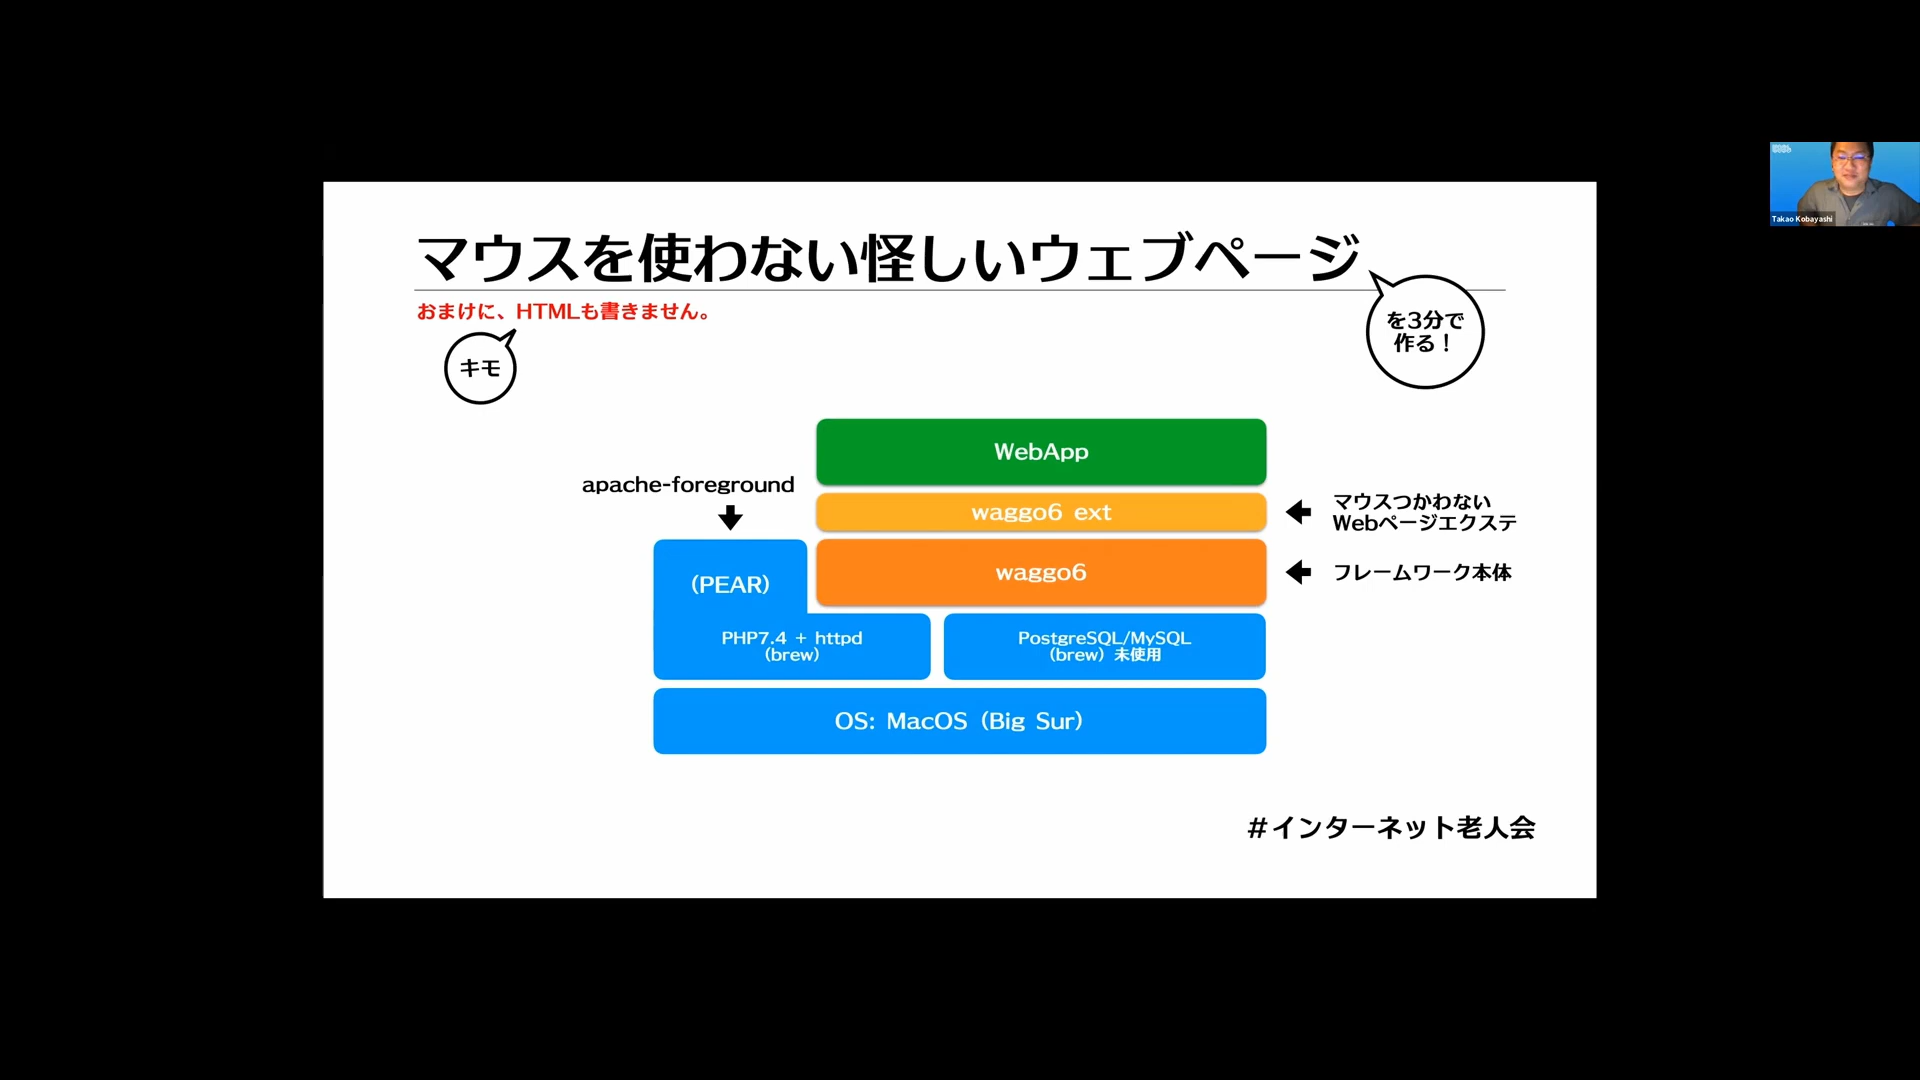 マウスを使わない怪しいウェブページ
を3分で
作る！
おまけに、HTMLも書きません。
キモ
WebApp
apache-foreground
waggo6 ext
マウスつかわない
Webページエクステ
(PEAR)
waggo6
フレームワーク本体
PHP7.4 + httpd
(brew)
PostgreSQL/MySQL
(brew) 未使用
OS: MacOS (Big Sur)
#インターネット老人会
Takao Kobayashi